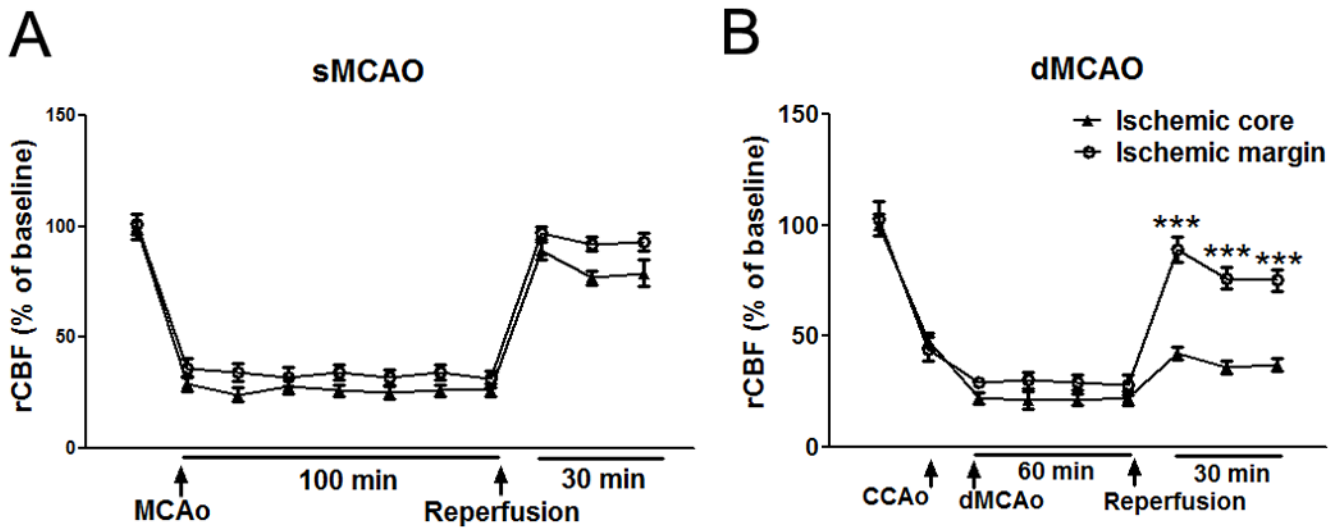 A
sMCAO
rCBF (% of baseline)
150
100
50
0
100 min
30 min
MCAo
Reperfusion
B
dMCAO
Ischemic core
Ischemic margin
rCBF (% of baseline)
150
100
50
0
***
***
***
60 min
30 min
CCAo
dMCAo
Reperfusion